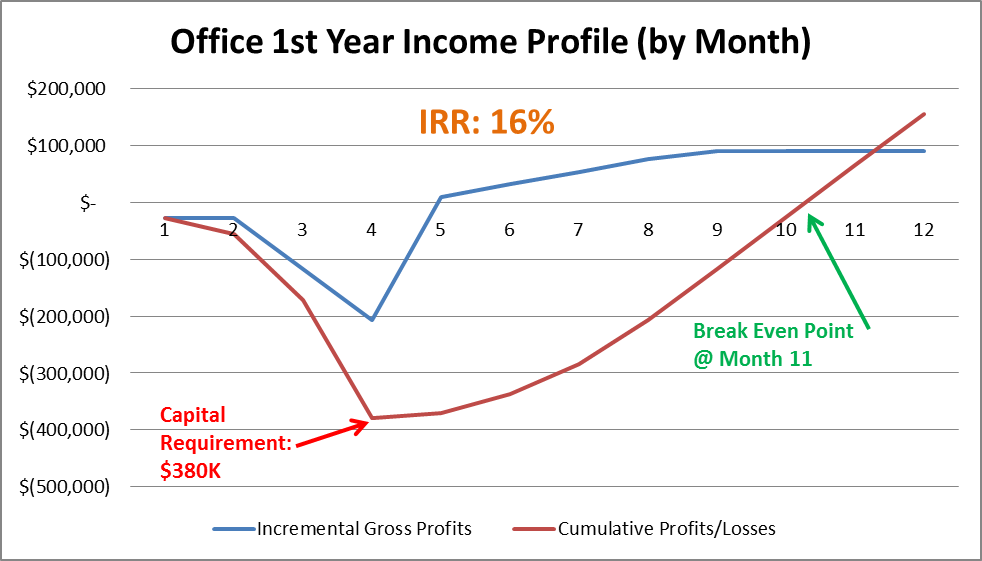 Office 1st Year Income Profile (by Month)
$200,000
IRR: 16%
$100,000
$-
1 2 3 4 5 6 7 8 9 10 11 12
$(100,000)
$(200,000)
Break Even Point
@ Month 11
$(300,000)
$(400,000)
Capital
Requirement:
$380K
$(500,000)
Incremental Gross Profits
Cumulative Profits/Losses